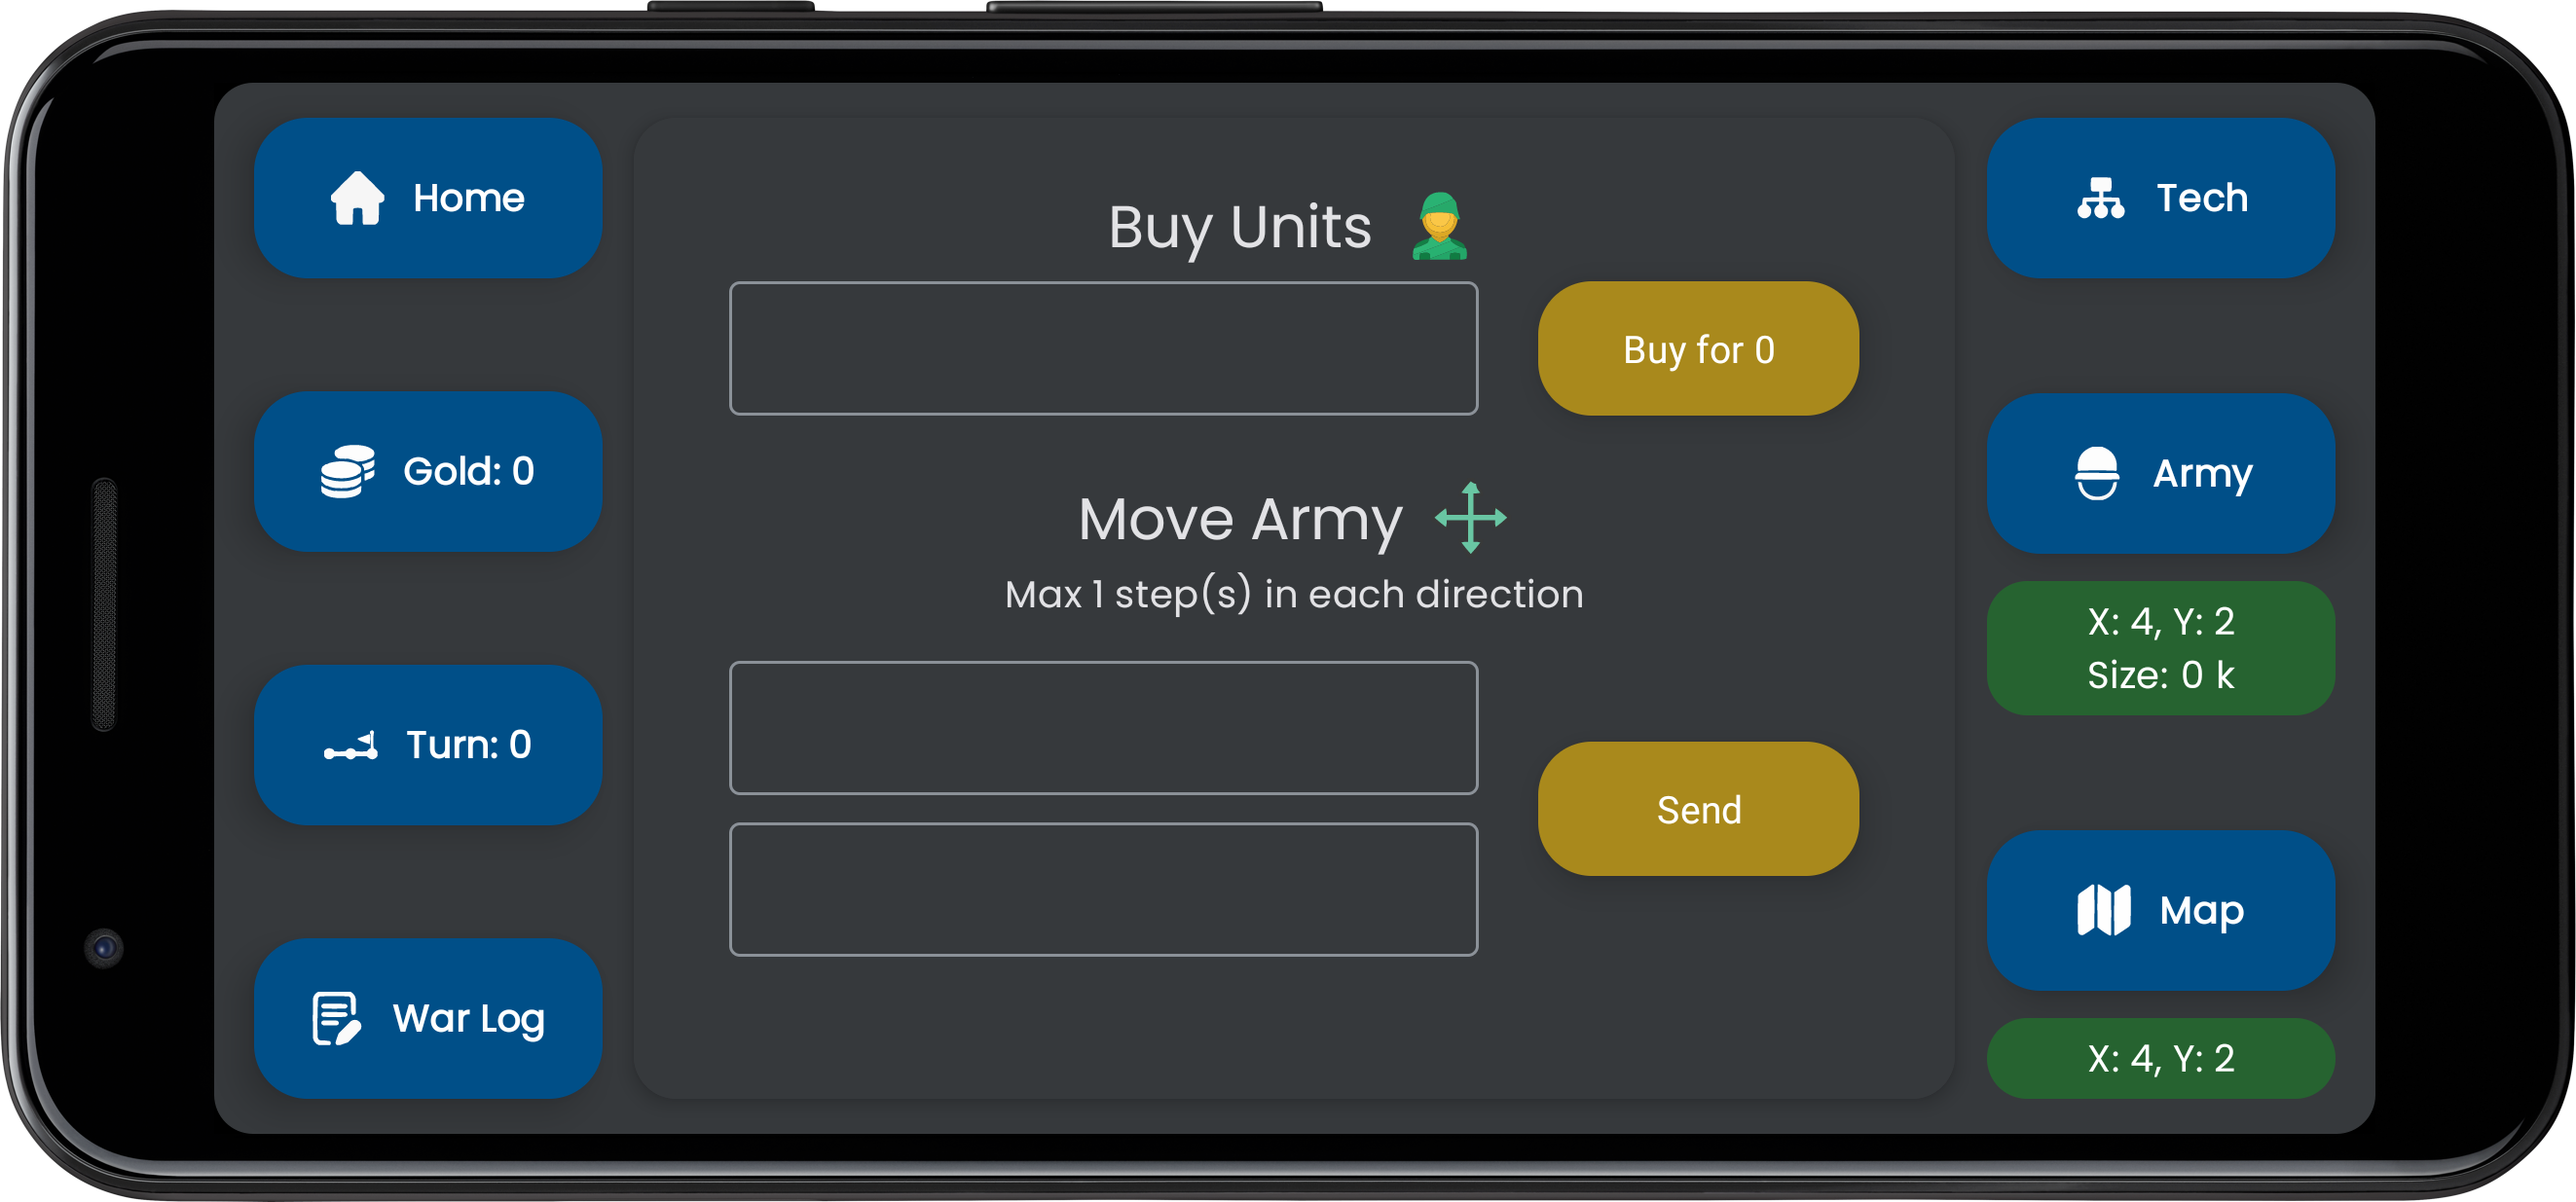 Home
Gold: 0
Turn: 0
War Log
Buy Units
Buy for 0
Move Army
Max 1 step(s) in each direction
Send
Tech
Army
X: 4, Y: 2
Size: 0 k
Map
X: 4, Y: 2